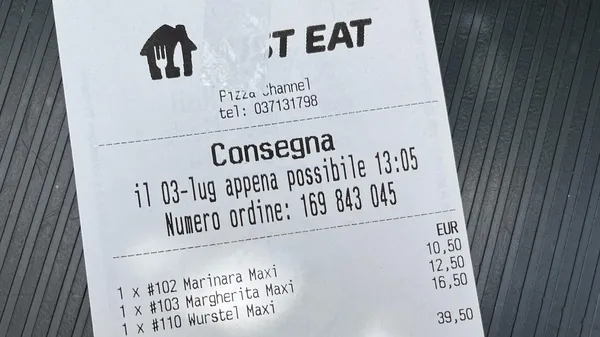 ST EAT
Pizza Channel
tel: 037131798
Consegna
il 03-lug appena possibile 13:05
Numero ordine: 169 843 045
EUR
1 x #102 Marinara Maxi 10,50
1 x #103 Margherita Maxi 12,50
1 x #110 Wurstel Maxi 16,50
39,50